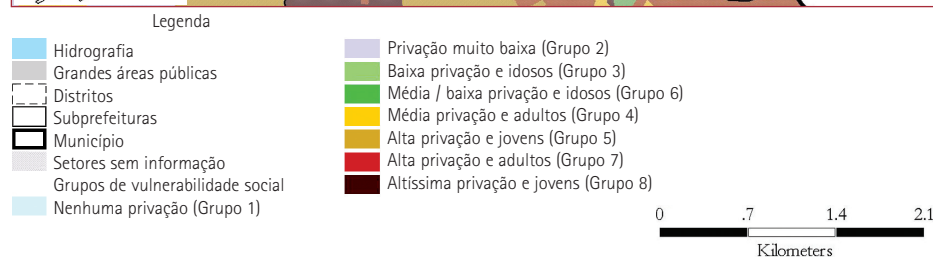 Legenda
Hidrografia
Grandes áreas públicas
Distritos
Subprefeituras
Município
Setores sem informação
Grupos de vulnerabilidade social
Nenhuma privação (Grupo 1)
Privação muito baixa (Grupo 2)
Baixa privação e idosos (Grupo 3)
Média / baixa privação e idosos (Grupo 6)
Média privação e adultos (Grupo 4)
Alta privação e jovens (Grupo 5)
Alta privação e adultos (Grupo 7)
Altíssima privação e jovens (Grupo 8)
0 .7 1.4 2.1
Kilometers